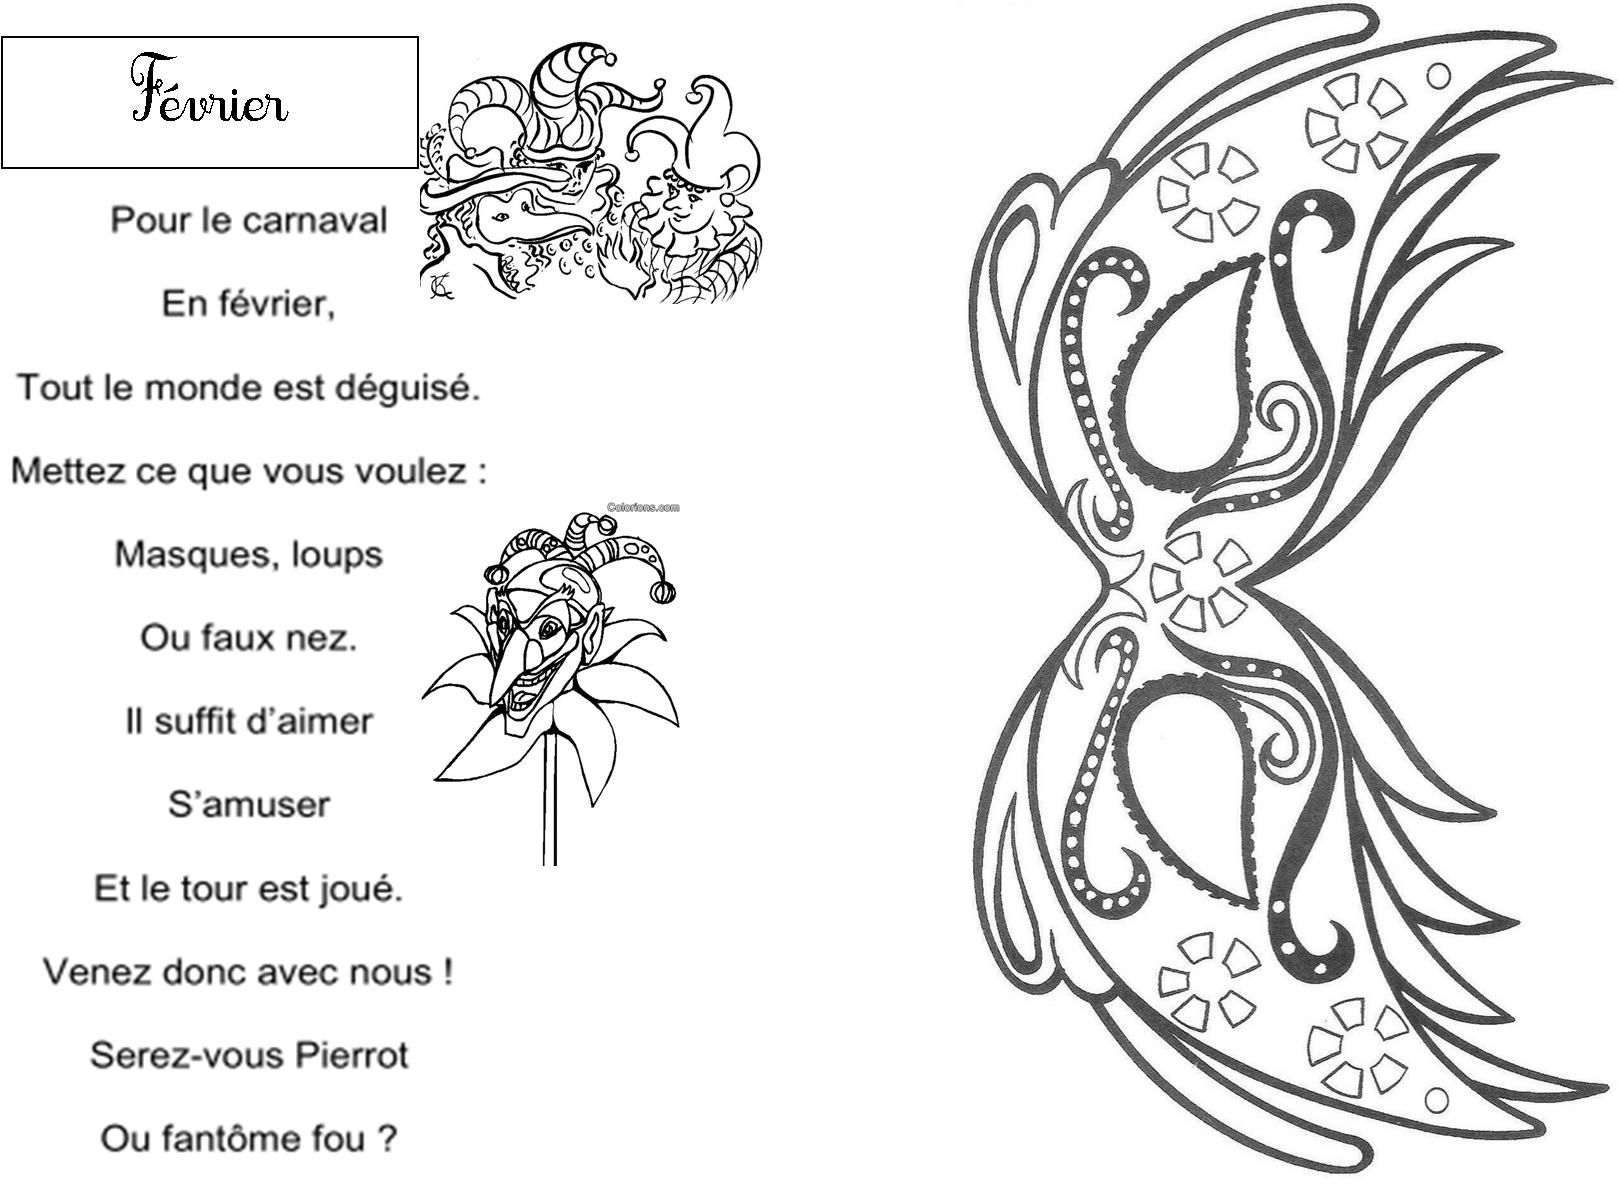 Février
Pour le carnaval
En février,
Tout le monde est déguisé.
Mettez ce que vous voulez :
Colorions.com
Masques, loups
Ou faux nez.
Il suffit d’aimer
S’amuser
Et le tour est joué.
Venez donc avec nous !
Serez-vous Pierrot
Ou fantôme fou ?